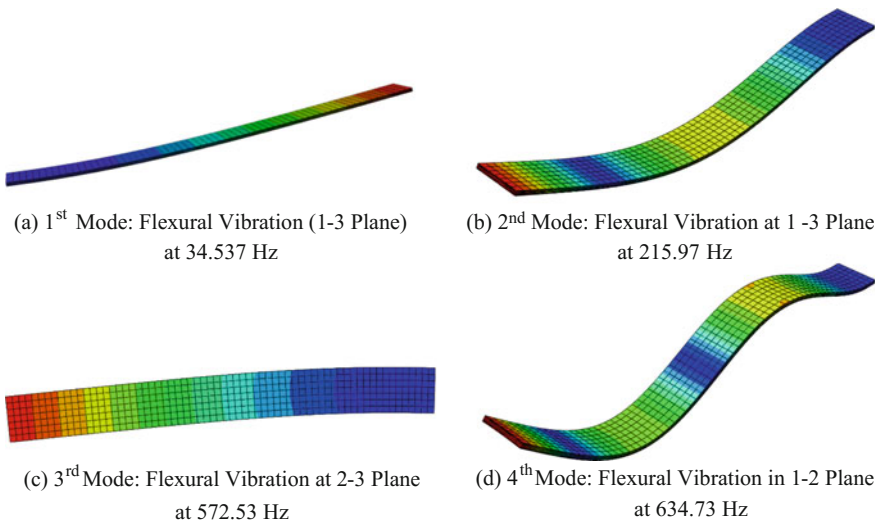 (a) 1st Mode: Flexural Vibration (1-3 Plane)
at 34.537 Hz
(b) 2nd Mode: Flexural Vibration at 1 -3 Plane
at 215.97 Hz
(c) 3rd Mode: Flexural Vibration at 2-3 Plane
at 572.53 Hz
(d) 4th Mode: Flexural Vibration in 1-2 Plane
at 634.73 Hz